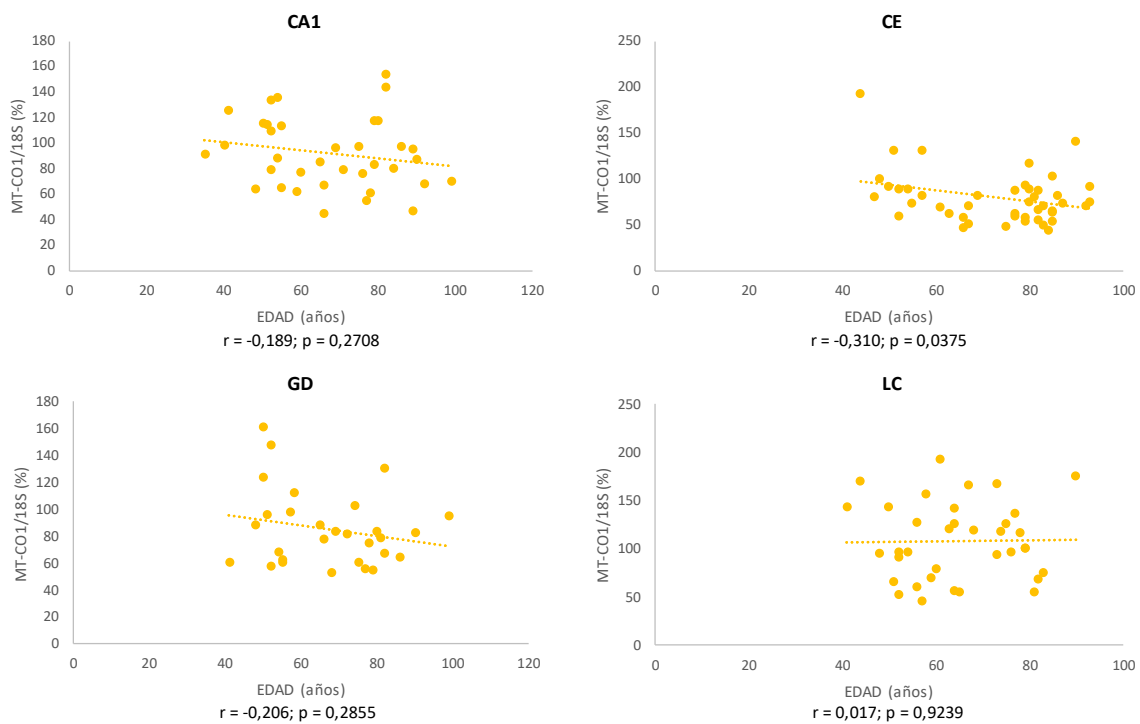 CA1
MT-CO1/18S (%)
180
160
140
120
100
80
60
40
20
0
0 20 40 60 80 100 120
EDAD (años)
r = -0,189; p = 0,2708
CE
MT-CO1/18S (%)
250
200
150
100
50
0
0 20 40 60 80 100
EDAD (años)
r = -0,310; p = 0,0375
GD
MT-CO1/18S (%)
180
160
140
120
100
80
60
40
20
0
0 20 40 60 80 100 120
EDAD (años)
r = -0,206; p = 0,2855
LC
MT-CO1/18S (%)
250
200
150
100
50
0
0 20 40 60 80 100
EDAD (años)
r = 0,017; p = 0,9239